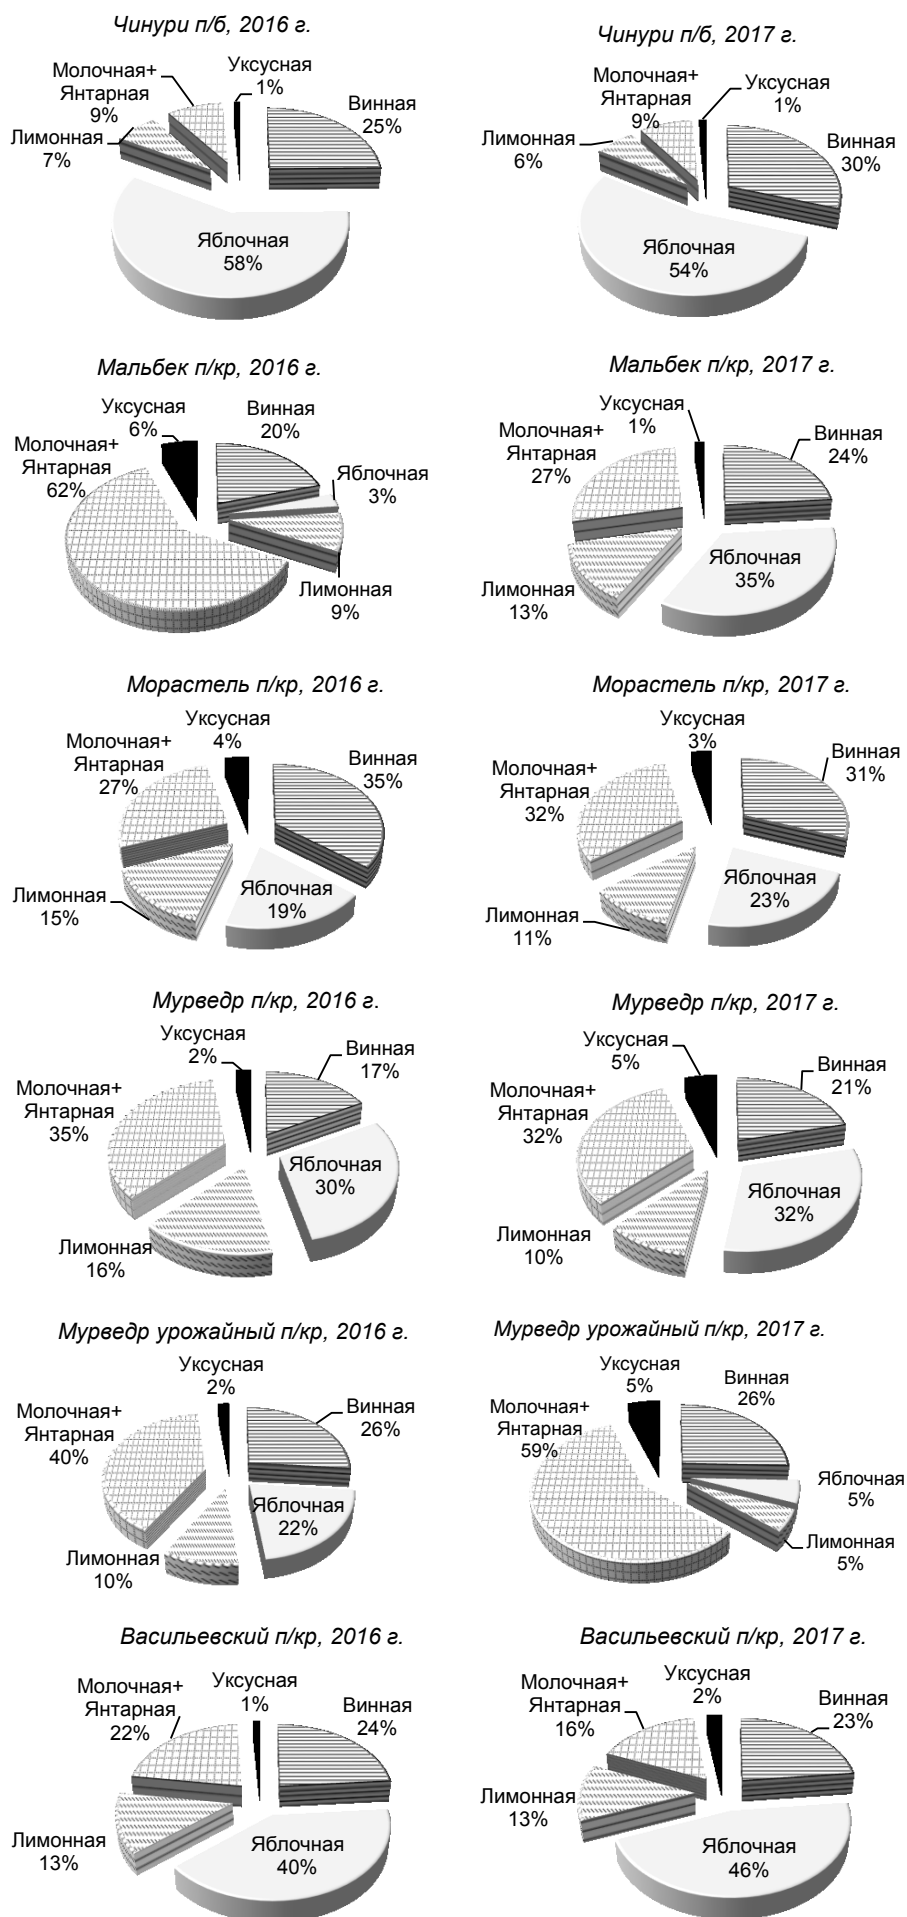 Чинури п/б, 2016 г.
Молочная+
Янтарная
9%
Уксусная
1%
Винная
25%
Лимонная
7%
Яблочная
58%
Чинури п/б, 2017 г.
Молочная+
Янтарная
9%
Уксусная
1%
Винная
30%
Лимонная
6%
Яблочная
54%
Мальбек п/кр, 2016 г.
Уксусная
6%
Винная
20%
Молочная+
Янтарная
62%
Яблочная
3%
Лимонная
9%
Мальбек п/кр, 2017 г.
Уксусная
1%
Молочная+
Янтарная
27%
Винная
24%
Яблочная
35%
Лимонная
13%
Морастель п/кр, 2016 г.
Уксусная
4%
Молочная+
Янтарная
27%
Винная
35%
Яблочная
19%
Лимонная
15%
Морастель п/кр, 2017 г.
Уксусная
3%
Винная
31%
Молочная+
Янтарная
32%
Яблочная
23%
Лимонная
11%
Мурведр п/кр, 2016 г.
Уксусная
2%
Винная
17%
Молочная+
Янтарная
35%
Яблочная
30%
Лимонная
16%
Мурведр п/кр, 2017 г.
Уксусная
5%
Винная
21%
Молочная+
Янтарная
32%
Яблочная
32%
Лимонная
10%
Мурведр урожайный п/кр, 2016 г.
Уксусная
2%
Винная
26%
Молочная+
Янтарная
40%
Яблочная
22%
Лимонная
10%
Мурведр урожайный п/кр, 2017 г.
Уксусная
5%
Винная
26%
Молочная+
Янтарная
59%
Яблочная
5%
Лимонная
5%
Васильевский п/кр, 2016 г.
Молочная+
Янтарная
22%
Уксусная
1%
Винная
24%
Лимонная
13%
Яблочная
40%
Васильевский п/кр, 2017 г.
Молочная+
Янтарная
16%
Уксусная
2%
Винная
23%
Лимонная
13%
Яблочная
46%